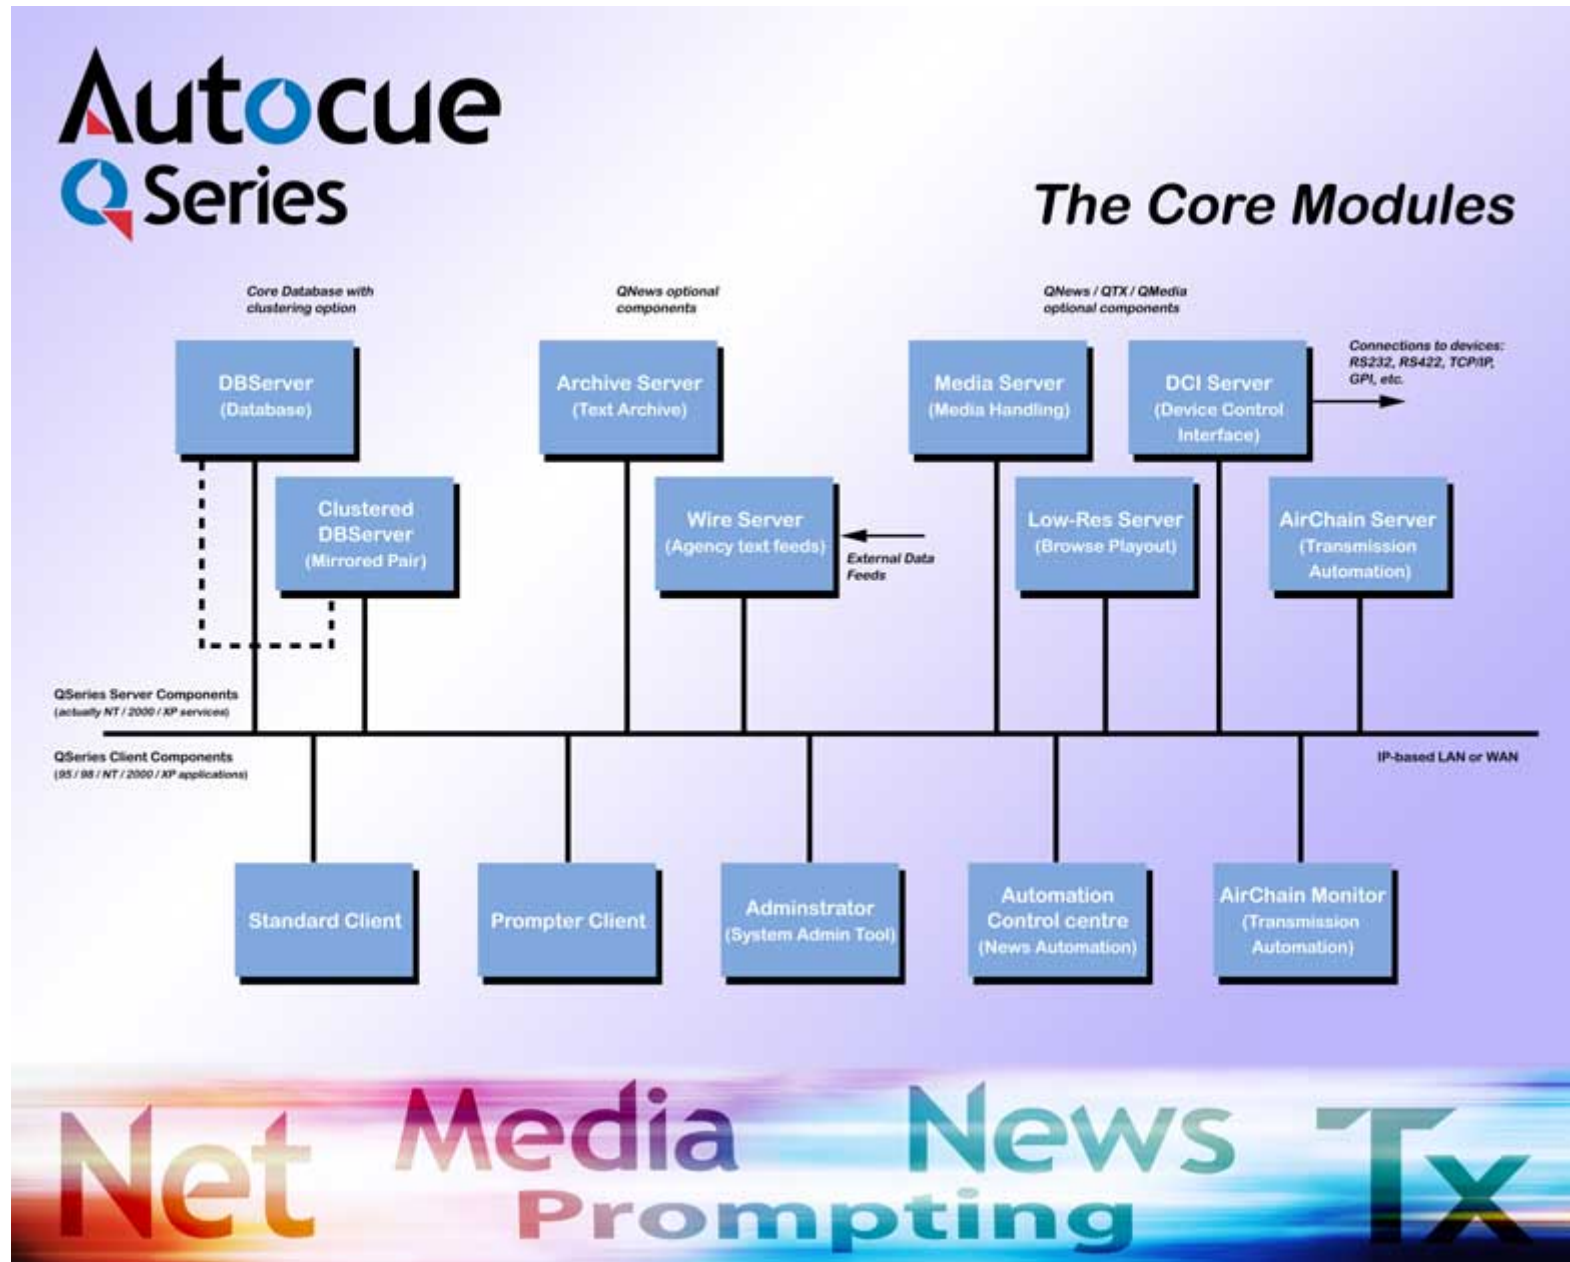 Autocue
Q Series
The Core Modules
Core Database with
clustering option
QNews optional
components
QNews / QTX / QMedia
optional components
DBServer
(Database)
Archive Server
(Text Archive)
Media Server
(Media Handling)
DCI Server
(Device Control
Interface)
Connections to devices:
RS232, RS422, TCP/IP,
GPI, etc.
Clustered
DBServer
(Mirrored Pair)
Wire Server
(Agency text feeds)
External Data
Feeds
Low-Res Server
(Browse Playout)
AirChain Server
(Transmission
Automation)
QSeries Server Components
(actually NT / 2000 / XP services)
QSeries Client Components
(95 / 98 / NT / 2000 / XP applications)
IP-based LAN or WAN
Standard Client
Prompter Client
Adminstrator
(System Admin Tool)
Automation
Control centre
(News Automation)
AirChain Monitor
(Transmission
Automation)
Net
Media
News
Tx
Prompting